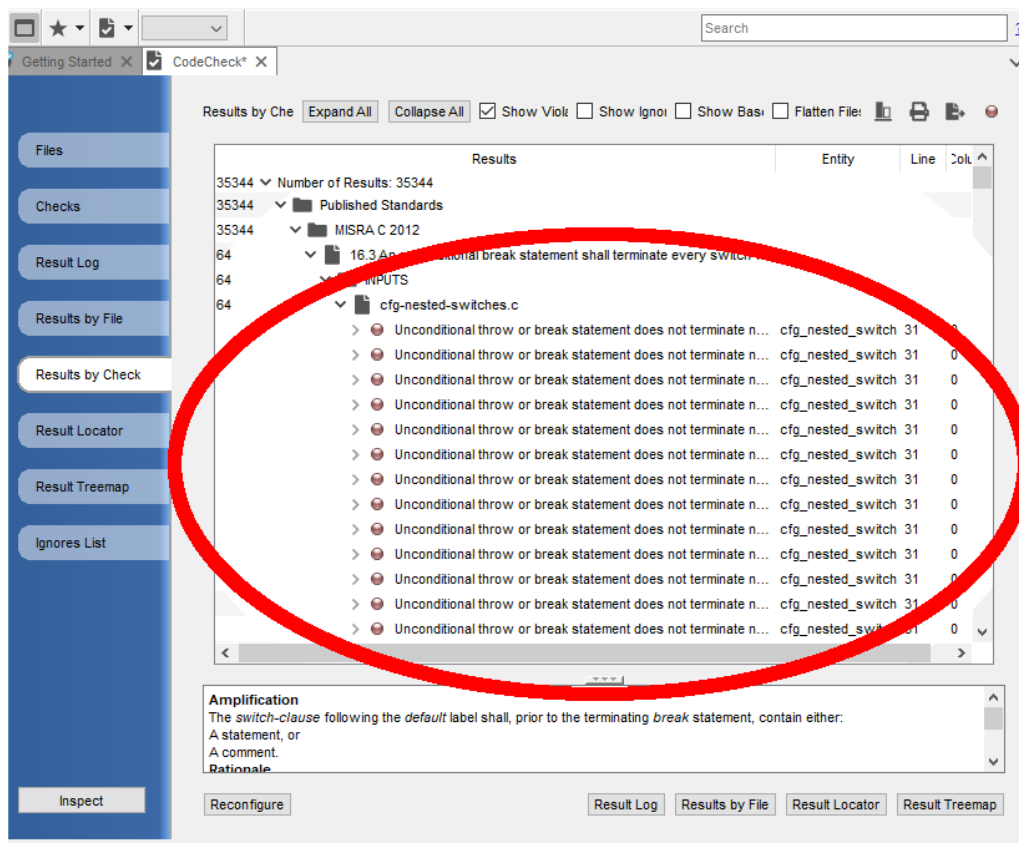 Search
Getting Started
CodeCheck*
Results by Che Expand All Collapse All Show Viola Show Ignor Show Base Flatten Files
Files
Checks
Result Log
Results by File
Results by Check
Result Locator
Result Treemap
Ignores List
Inspect
Results Entity Line Colu
35344 Number of Results: 35344
35344 Published Standards
35344 MISRA C 2012
64 16.3 break statement shall terminate every switch
64 INPUTS
64 cfg-nested-switches.c
Unconditional throw or break statement does not terminate n... cfg_nested_switch 31 0
Unconditional throw or break statement does not terminate n... cfg_nested_switch 31 0
Unconditional throw or break statement does not terminate n... cfg_nested_switch 31 0
Unconditional throw or break statement does not terminate n... cfg_nested_switch 31 0
Unconditional throw or break statement does not terminate n... cfg_nested_switch 31 0
Unconditional throw or break statement does not terminate n... cfg_nested_switch 31 0
Unconditional throw or break statement does not terminate n... cfg_nested_switch 31 0
Unconditional throw or break statement does not terminate n... cfg_nested_switch 31 0
Unconditional throw or break statement does not terminate n... cfg_nested_switch 31 0
Unconditional throw or break statement does not terminate n... cfg_nested_switch 31 0
Unconditional throw or break statement does not terminate n... cfg_nested_switch 31 0
Unconditional throw or break statement does not terminate n... cfg_nested_switch 31 0
Unconditional throw or break statement does not terminate n... cfg_nested_switch 31 0
Amplification
The switch-clause following the default label shall, prior to the terminating break statement, contain either:
A statement, or
A comment.
Rationale
Reconfigure Result Log Results by File Result Locator Result Treemap